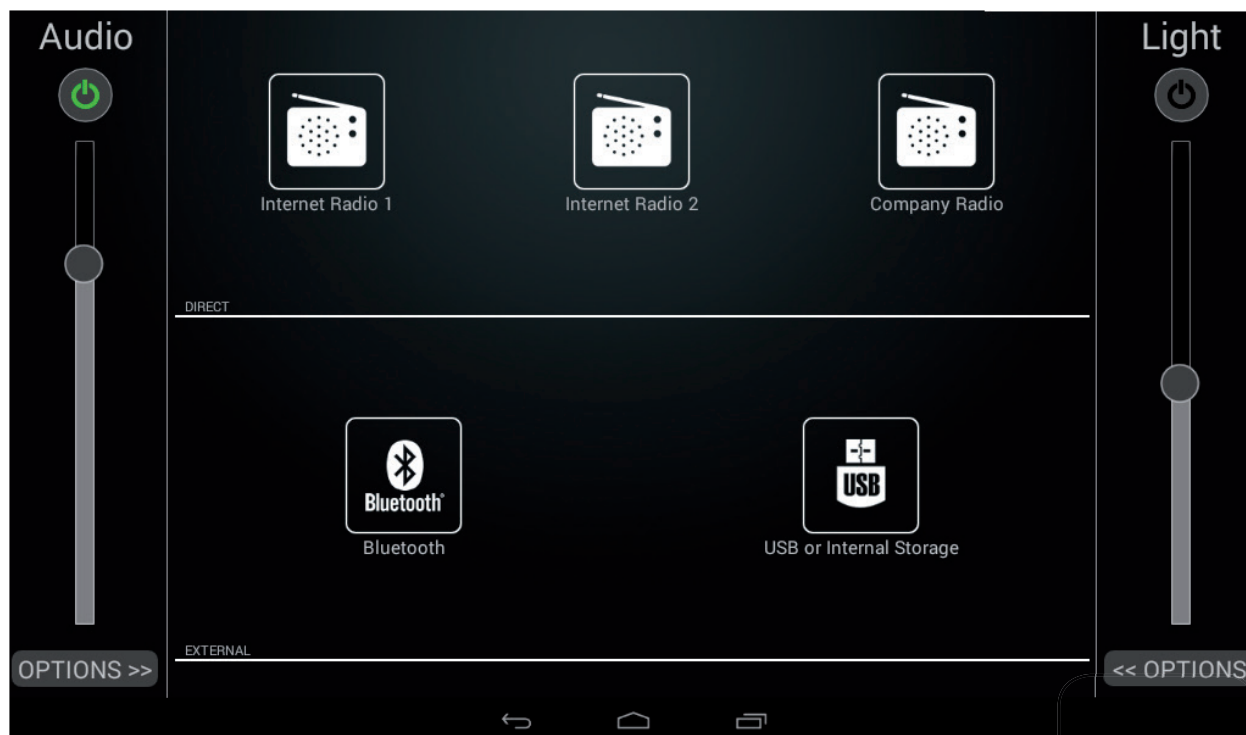 Audio
Light
Internet Radio 1
Internet Radio 2
Company Radio
DIRECT
Bluetooth®
USB
Bluetooth
USB or Internal Storage
EXTERNAL
OPTIONS >>
<< OPTIONS